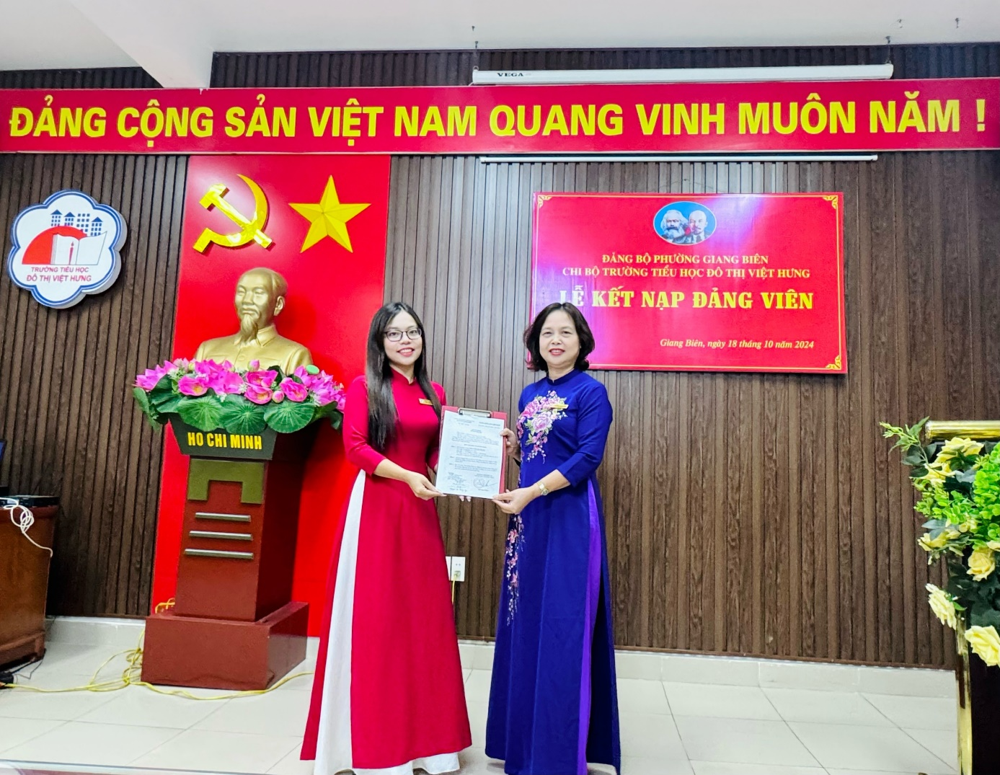 VEGA
ĐẢNG CỘNG SẢN VIỆT NAM QUANG VINH MUÔN NĂM !
TRƯỜNG TIỂU HỌC
ĐÔ THỊ VIỆT HƯNG
ĐẢNG BỘ PHƯỜNG GIANG BIÊN
CHI BỘ TRƯỜNG TIỂU HỌC ĐÔ THỊ VIỆT HƯNG
LỄ KẾT NẠP ĐẢNG VIÊN
Giang Biên, ngày 18 tháng 10 năm 2024
HO CHI MINH